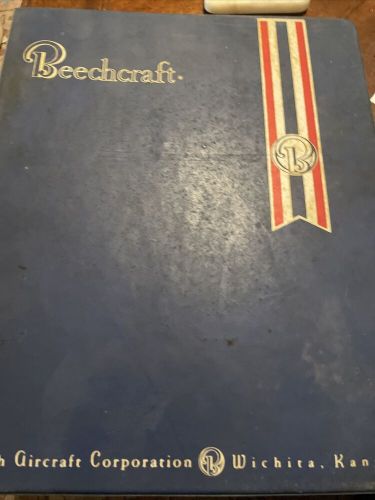 Beechcraft.
B
h Aircraft Corporation B Wichita, Kan